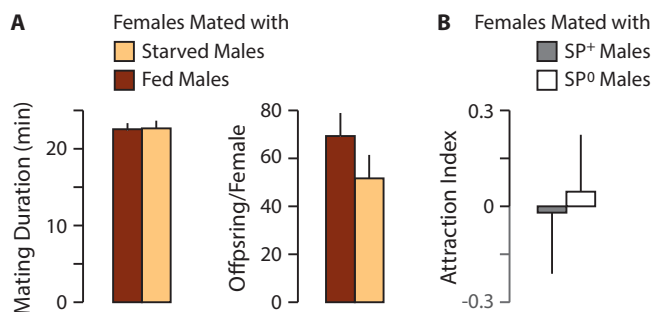 A
Females Mated with
Starved Males
Fed Males
Mating Duration (min)
20
10
0
Offpsring/Female
80
60
40
20
0
B
Females Mated with
SP⁺ Males
SP⁰ Males
Attraction Index
0.3
0
-0.3